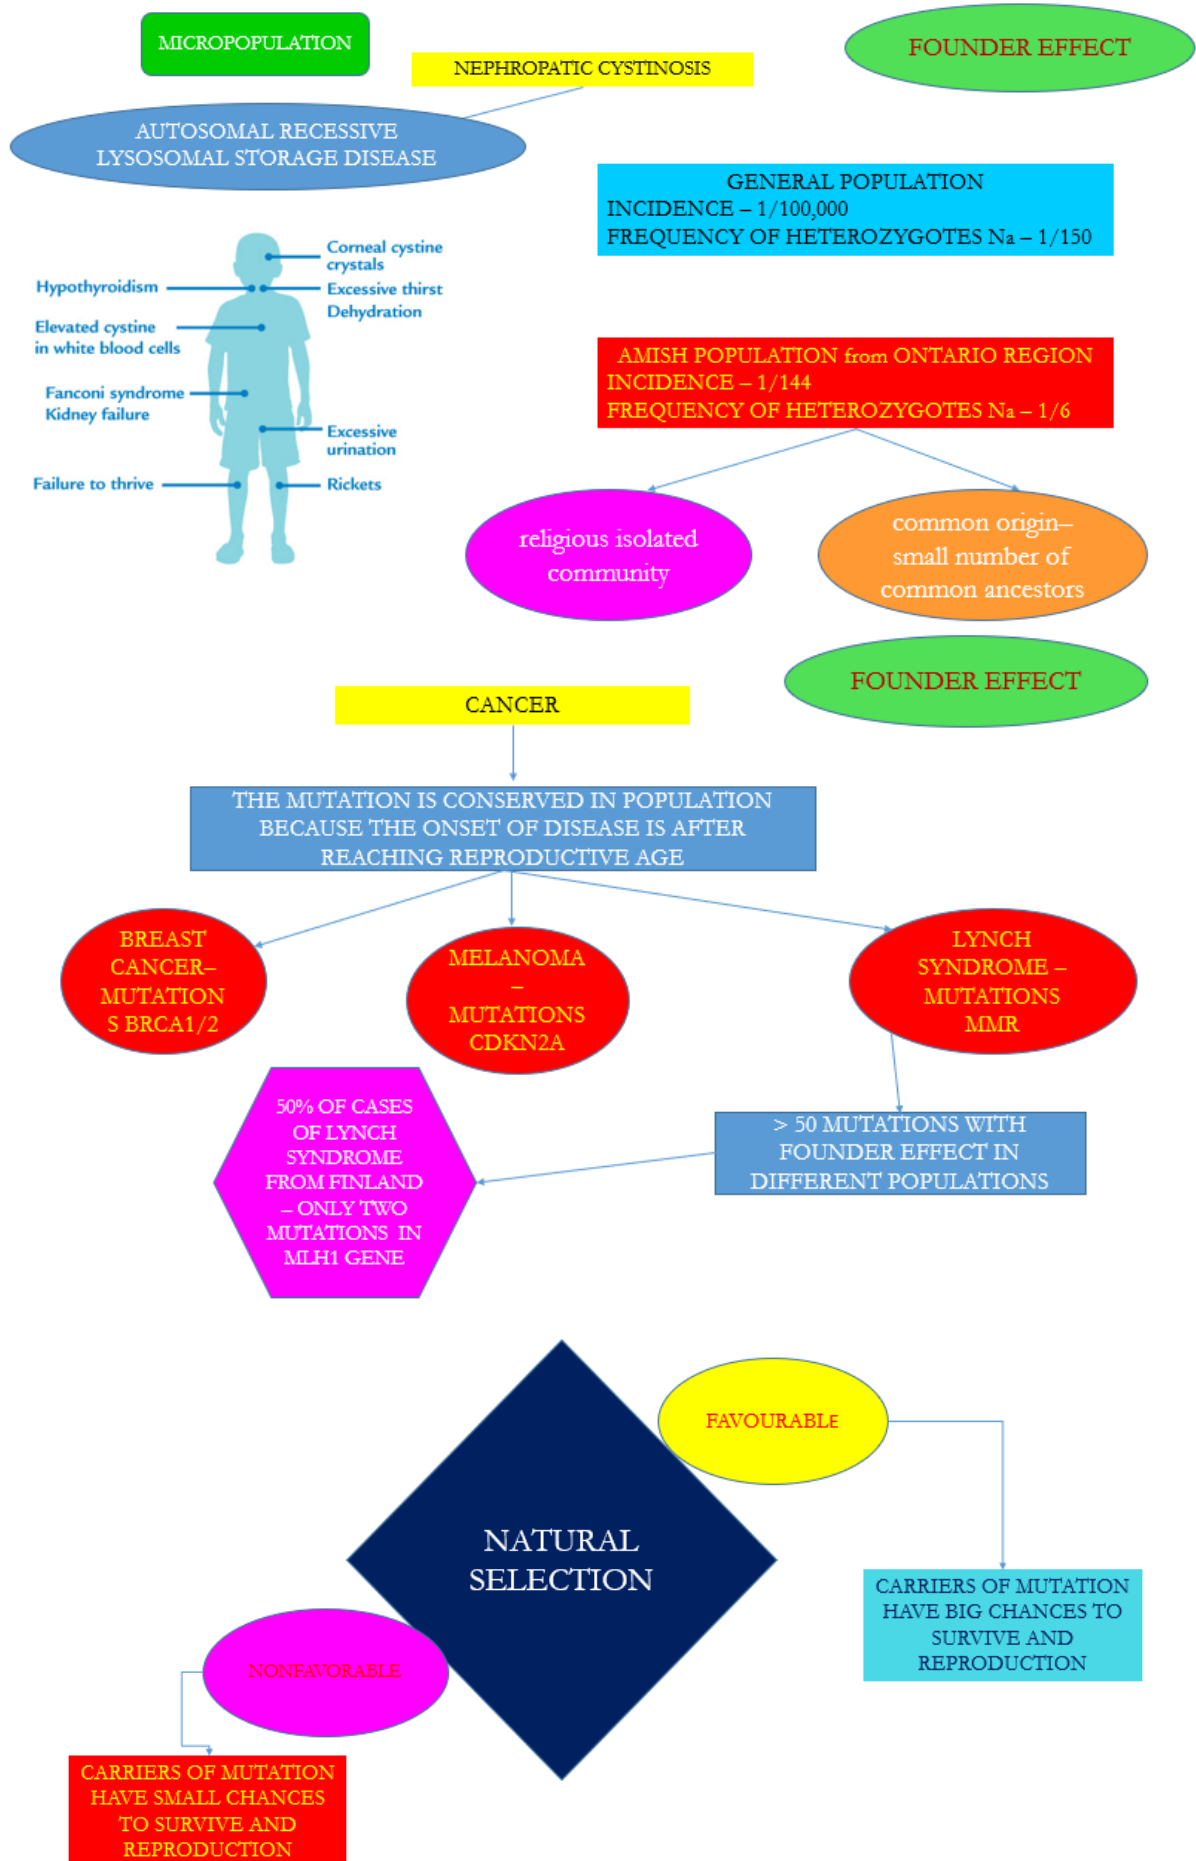 MICROPOPULATION
FOUNDER EFFECT
NEPHROPATIC CYSTINOSIS
AUTOSOMAL RECESSIVE
LYSOSOMAL STORAGE DISEASE
GENERAL POPULATION
INCIDENCE – 1/100,000
FREQUENCY OF HETEROZYGOTES Na – 1/150
Corneal cystine
crystals
Hypothyroidism
Excessive thirst
Dehydration
Elevated cystine
in white blood cells
Fanconi syndrome
Kidney failure
Excessive
urination
Failure to thrive
Rickets
AMISH POPULATION from ONTARIO REGION
INCIDENCE – 1/144
FREQUENCY OF HETEROZYGOTES Na – 1/6
religious isolated
community
common origin–
small number of
common ancestors
FOUNDER EFFECT
CANCER
THE MUTATION IS CONSERVED IN POPULATION
BECAUSE THE ONSET OF DISEASE IS AFTER
REACHING REPRODUCTIVE AGE
BREAST
CANCER–
MUTATION
S BRCA1/2
MELANOMA
–
MUTATIONS
CDKN2A
LYNCH
SYNDROME –
MUTATIONS
MMR
> 50 MUTATIONS WITH
FOUNDER EFFECT IN
DIFFERENT POPULATIONS
50% OF CASES
OF LYNCH
SYNDROME
FROM FINLAND
– ONLY TWO
MUTATIONS IN
MLH1 GENE
FAVOURABLE
NATURAL
SELECTION
CARRIERS OF MUTATION
HAVE BIG CHANCES TO
SURVIVE AND
REPRODUCTION
NONFAVORABLE
CARRIERS OF MUTATION
HAVE SMALL CHANCES
TO SURVIVE AND
REPRODUCTION